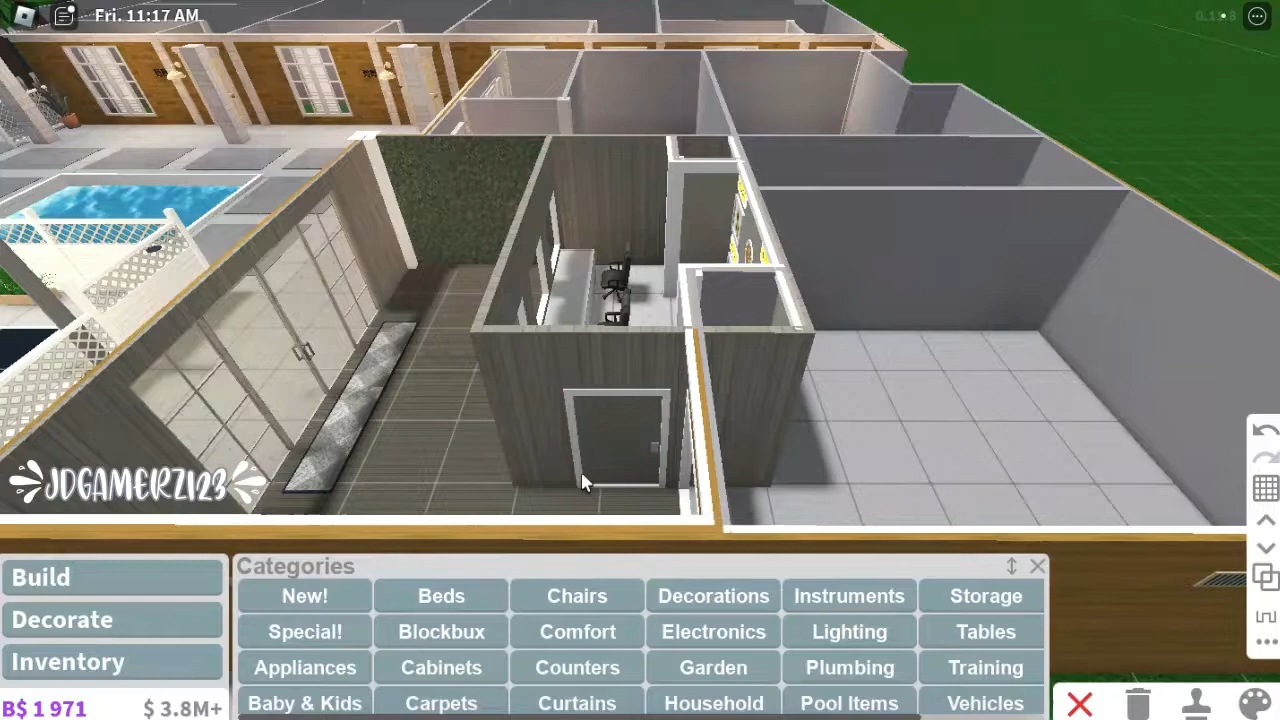 Fri. 11:17 AM
JDGAMERZ123
Build
Decorate
Inventory
B$ 1 971 $ 3.8M+
Categories
New! Beds Chairs Decorations Instruments Storage
Special! Blockbux Comfort Electronics Lighting Tables
Appliances Cabinets Counters Garden Plumbing Training
Baby & Kids Carpets Curtains Household Pool Items Vehicles